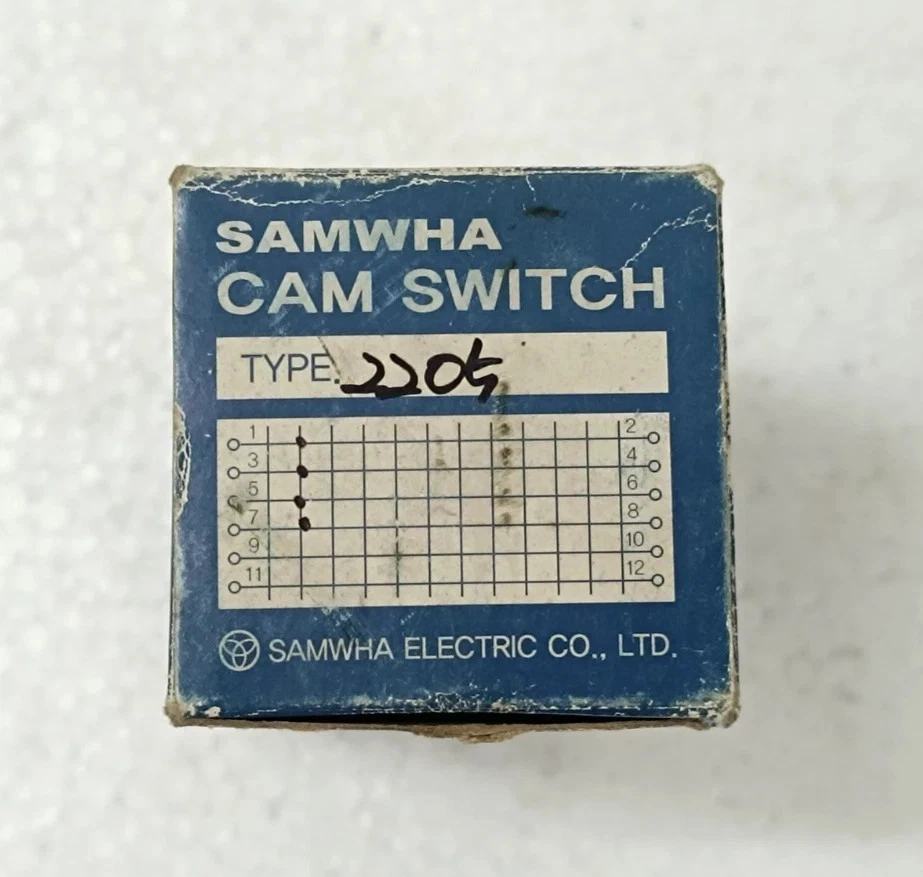 SAMWHA
CAM SWITCH
TYPE. 2205
1 2
3 4
5 6
7 8
9 10
11 12
SAMWHA ELECTRIC CO., LTD.